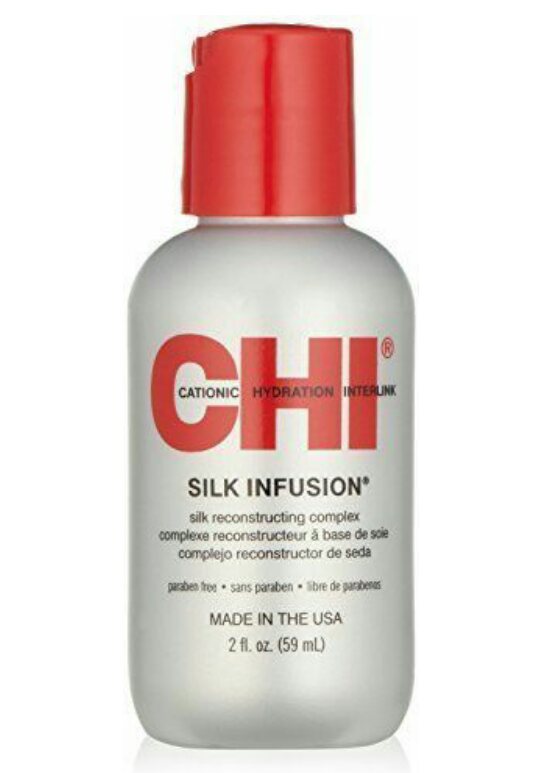 CHI®
CATIONIC HYDRATION INTERLINK
SILK INFUSION®
silk reconstructing complex
complexe reconstructeur à base de soie
complejo reconstructor de seda
paraben free • sans paraben • libre de parabenos
MADE IN THE USA
2 fl. oz. (59 mL)